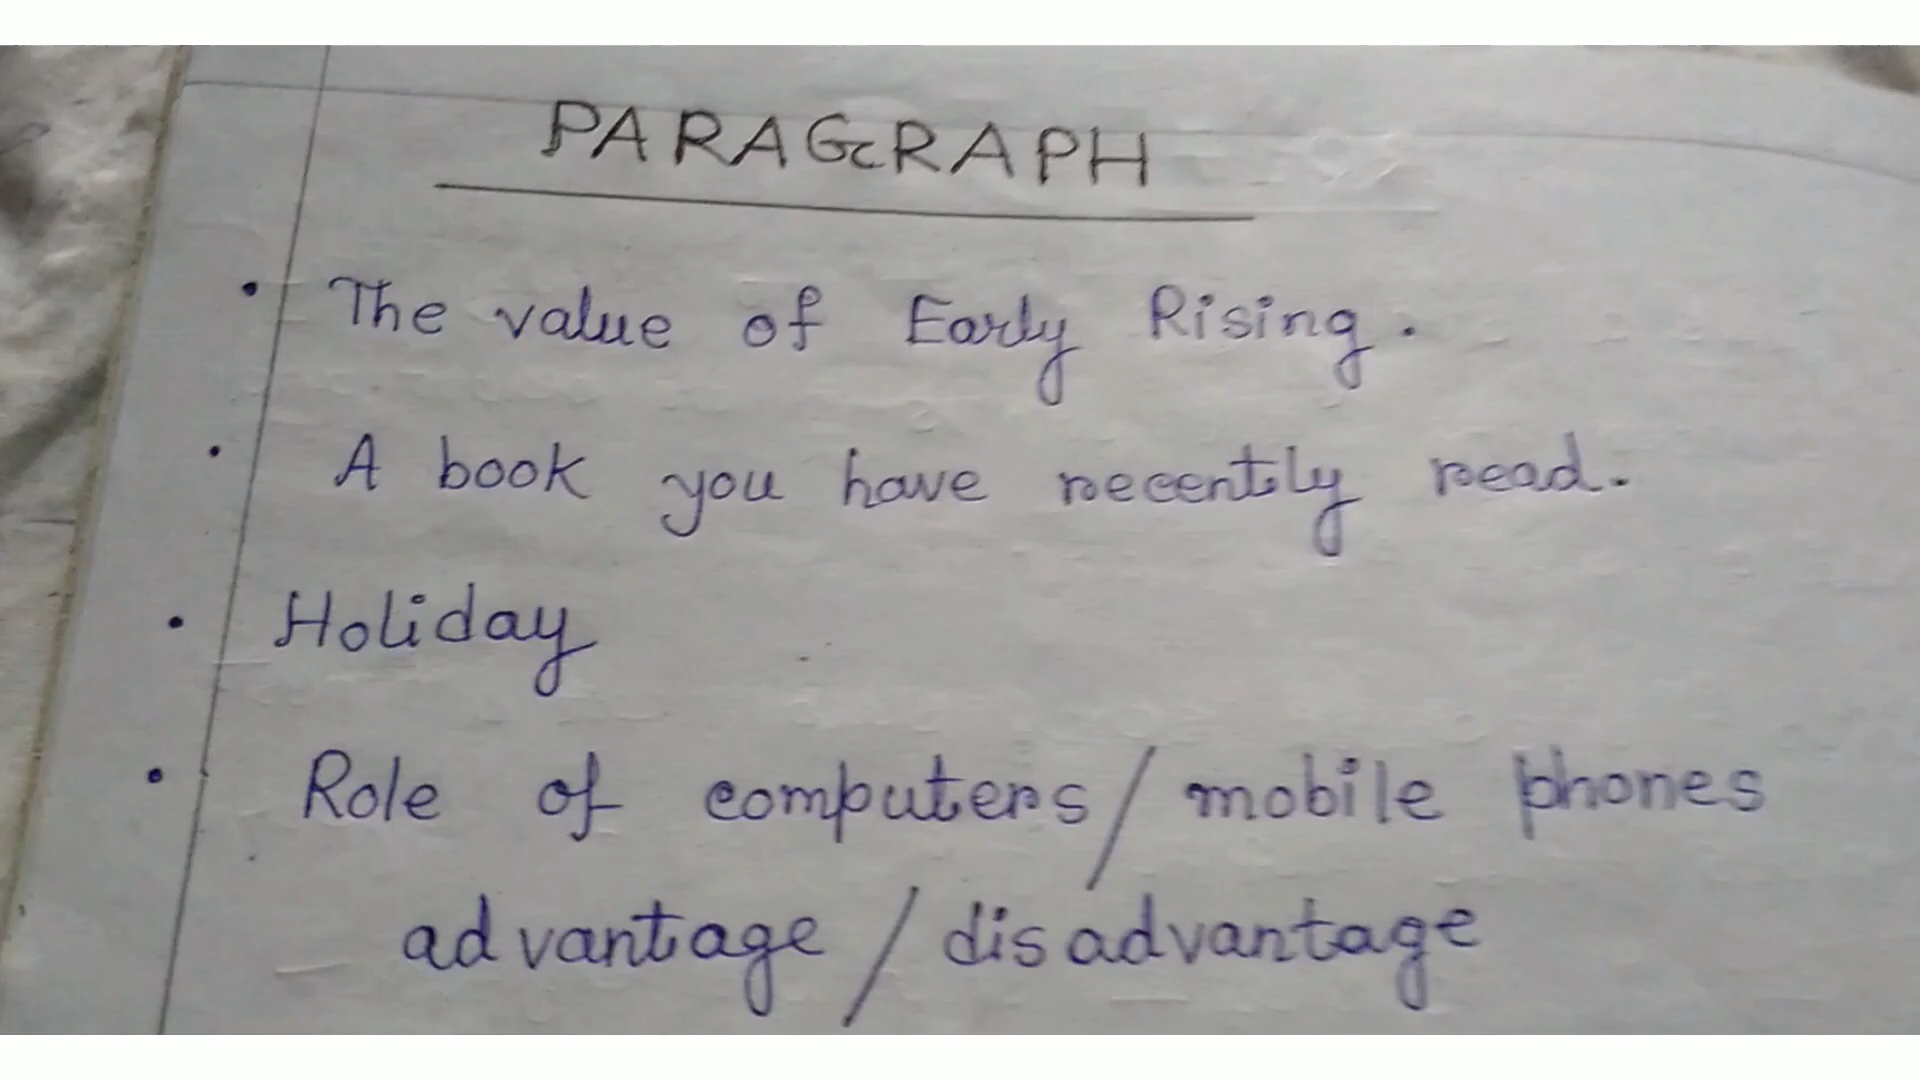 PARAGRAPH
• The value of Early Rising.
• A book you have recently read.
• Holiday
• Role of computers/mobile phones
advantage/disadvantage